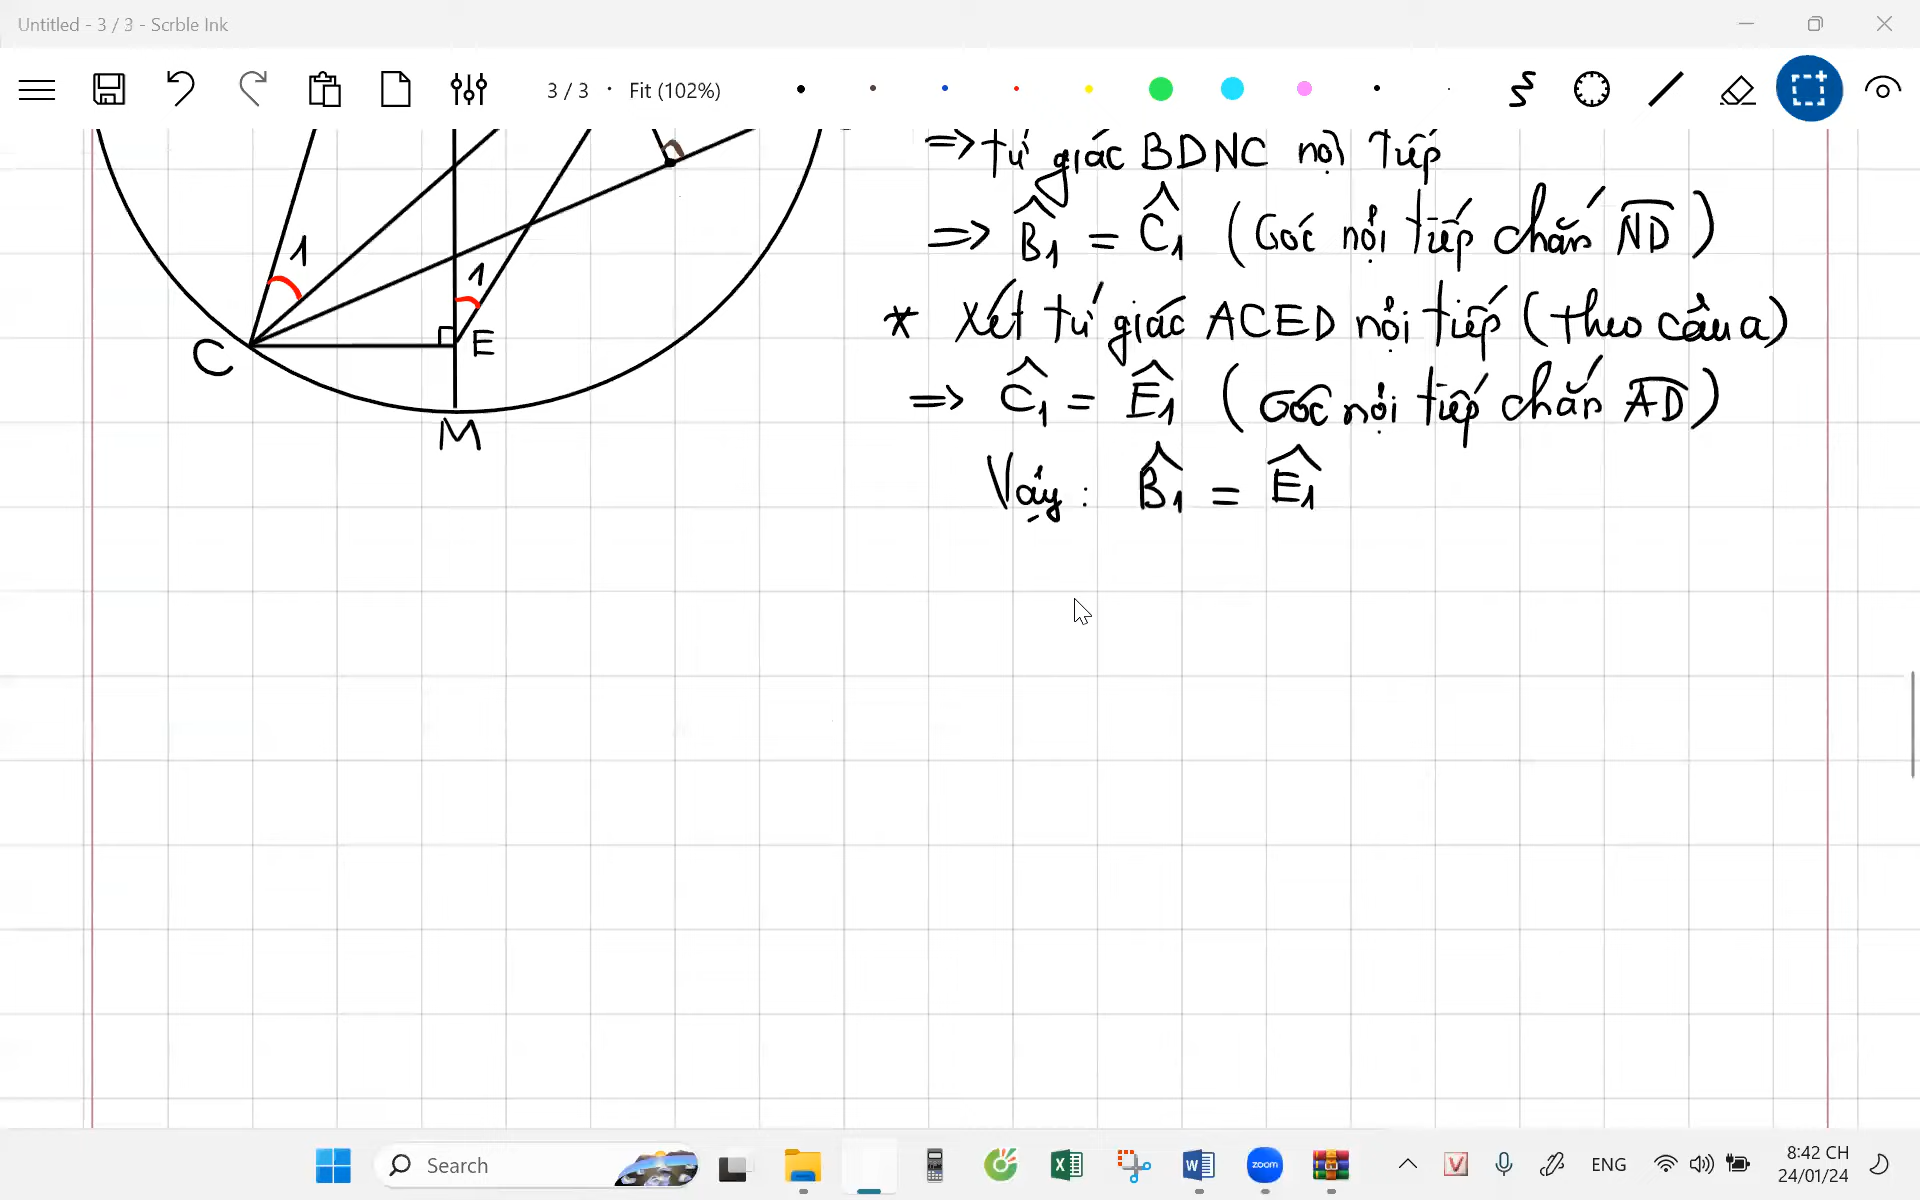 Untitled - 3 / 3 - Scrble Ink
3 / 3 · Fit (102%)
=> tứ giác BDNC nội tiếp
=> B̂1 = Ĉ1 (Góc nội tiếp chắn N͡D)
* Xét tứ giác ACED nội tiếp (theo câu a)
=> Ĉ1 = Ê1 (Góc nội tiếp chắn A͡D)
Vậy: B̂1 = Ê1
1
1
C
E
M
Search
zoom
ENG
8:42 CH
24/01/24